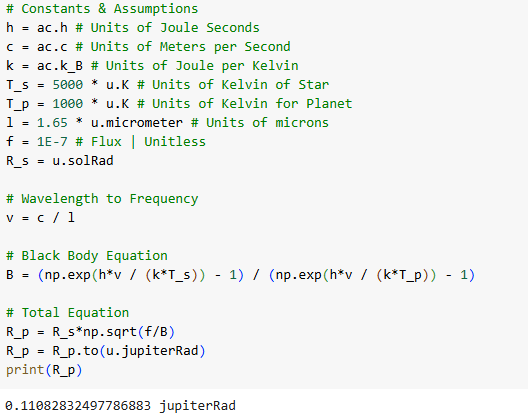 # Constants & Assumptions
h = ac.h # Units of Joule Seconds
c = ac.c # Units of Meters per Second
k = ac.k_B # Units of Joule per Kelvin
T_s = 5000 * u.K # Units of Kelvin of Star
T_p = 1000 * u.K # Units of Kelvin for Planet
l = 1.65 * u.micrometer # Units of microns
f = 1E-7 # Flux | Unitless
R_s = u.solRad
# Wavelength to Frequency
v = c / l
# Black Body Equation
B = (np.exp(h*v / (k*T_s)) - 1) / (np.exp(h*v / (k*T_p)) - 1)
# Total Equation
R_p = R_s*np.sqrt(f/B)
R_p = R_p.to(u.jupiterRad)
print(R_p)
0.11082832497786883 jupiterRad